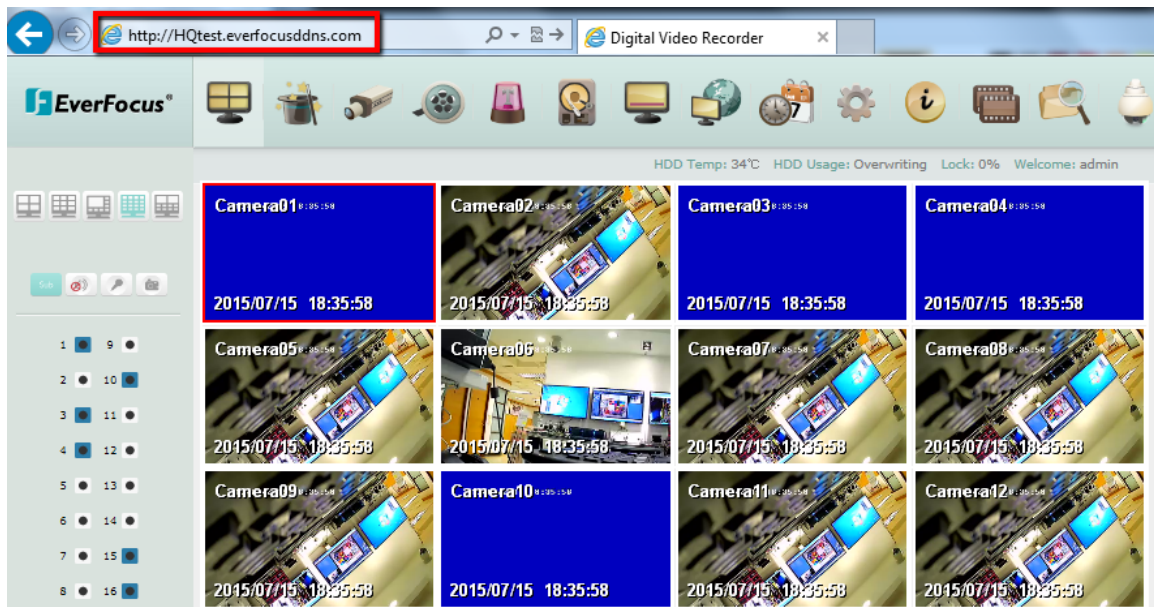 http://HQtest.everfocusddns.com
Digital Video Recorder
EverFocus®
7
i
HDD Temp: 34℃ HDD Usage: Overwriting Lock: 0% Welcome: admin
Camera01
Camera02
Camera03
Camera04
Sub
2015/07/15 18:35:58
2015/07/15 18:35:58
2015/07/15 18:35:58
2015/07/15 18:35:58
1 9
2 10
3 11
4 12
5 13
6 14
7 15
8 16
Camera05
Camera06
Camera07
Camera08
2015/07/15 18:35:58
2015/07/15 18:35:58
2015/07/15 18:35:58
2015/07/15 18:35:58
Camera09
Camera10
Camera11
Camera12
2015/07/15 18:35:58
2015/07/15 18:35:58
2015/07/15 18:35:58
2015/07/15 18:35:58